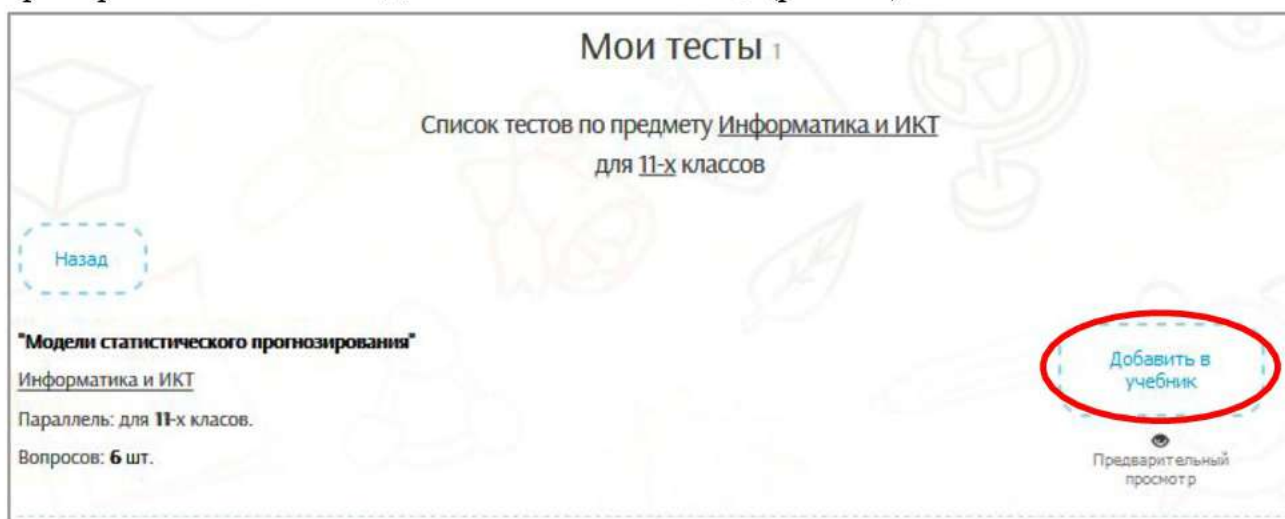 Мои тесты 1
Список тестов по предмету Информатика и ИКТ
для 11-х классов
Назад
"Модели статистического прогнозирования"
Информатика и ИКТ
Параллель: для 11-х класов.
Вопросов: 6 шт.
Добавить в
учебник
Предварительный
просмотр